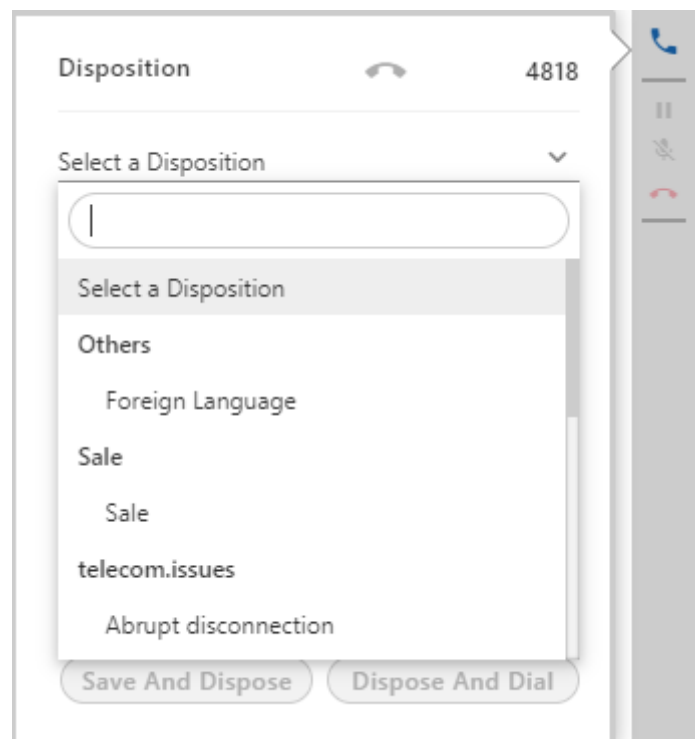 Disposition 4818
Select a Disposition
Select a Disposition
Others
Foreign Language
Sale
Sale
telecom.issues
Abrupt disconnection
Save And Dispose Dispose And Dial